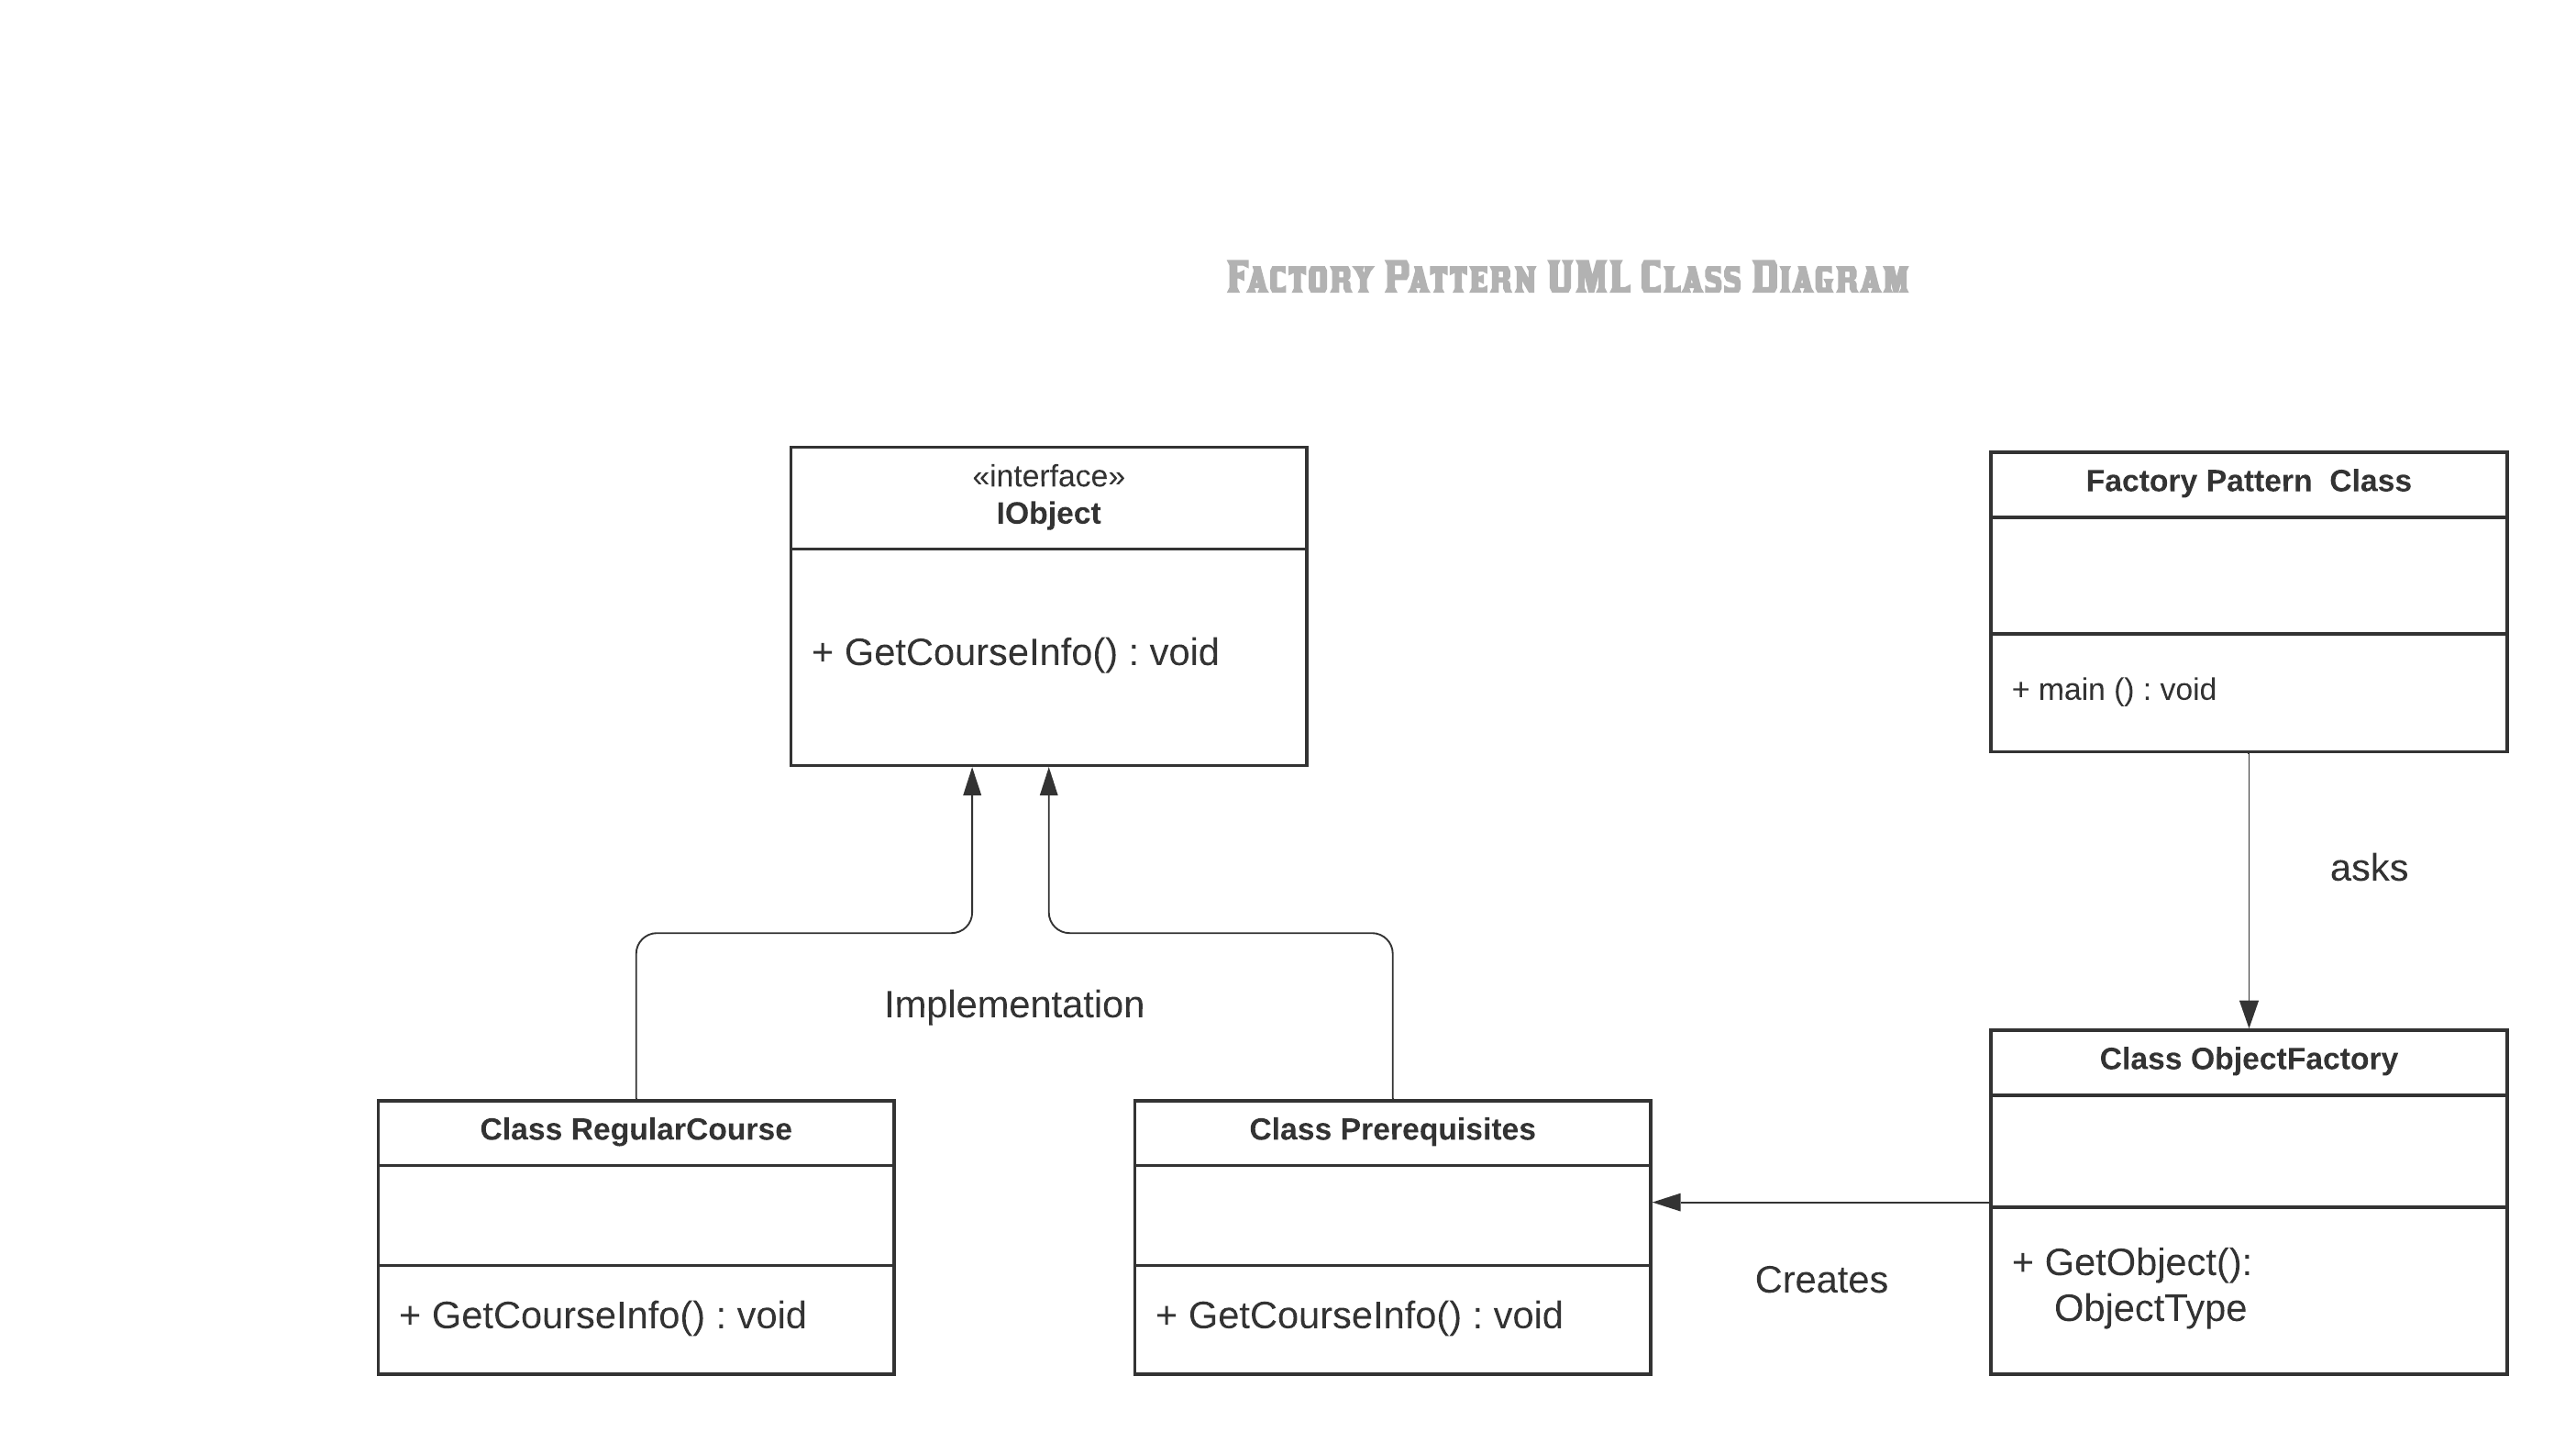 Factory Pattern UML Class Diagram
«interface»
IObject
+ GetCourseInfo() : void
Factory Pattern  Class
+ main () : void
asks
Implementation
Class RegularCourse
+ GetCourseInfo() : void
Class Prerequisites
+ GetCourseInfo() : void
Creates
Class ObjectFactory
+ GetObject():
ObjectType